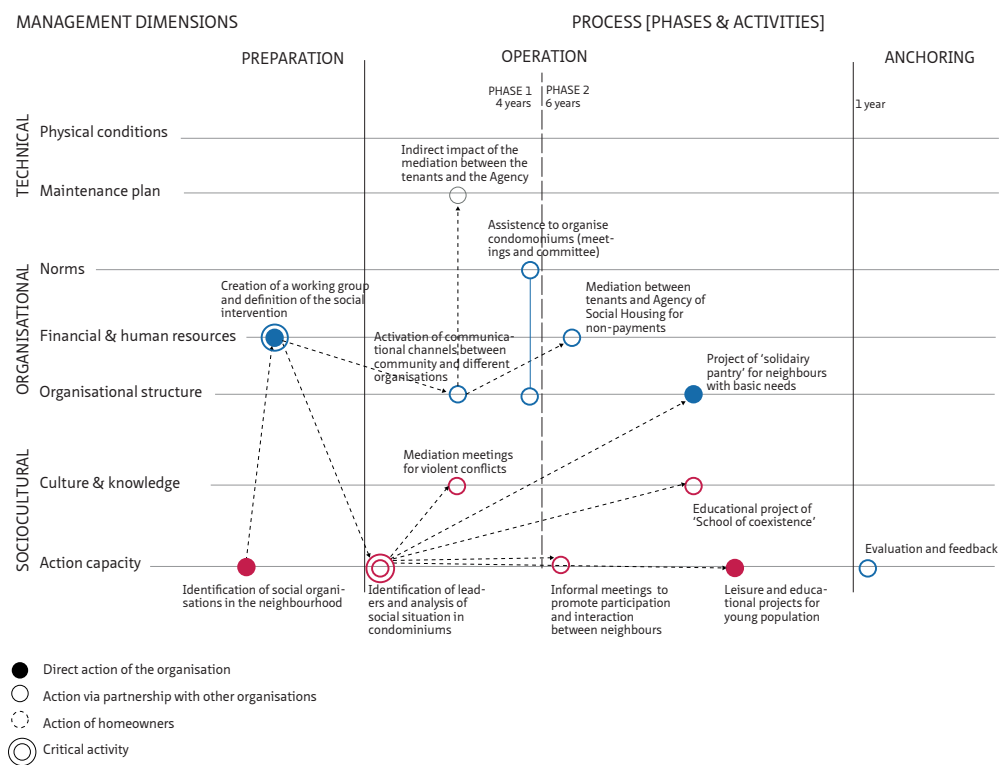 MANAGEMENT DIMENSIONS
PROCESS [PHASES & ACTIVITIES]
PREPARATION
OPERATION
ANCHORING
PHASE 1
4 years
PHASE 2
6 years
1 year
TECHNICAL
Physical conditions
Maintenance plan
Indirect impact of the
mediation between the
tenants and the Agency
ORGANISATIONAL
Norms
Assistence to organise
condomoniums (meet-
ings and committee)
Creation of a working group
and definition of the social
intervention
Mediation between
tenants and Agency of
Social Housing for
non-payments
Financial & human resources
Activation of communica-
tional channels between
community and different
organisations
Project of ‘solidairy
pantry’ for neighbours
with basic needs
Organisational structure
SOCIOCULTURAL
Mediation meetings
for violent conflicts
Culture & knowledge
Educational project of
‘School of coexistence’
Action capacity
Evaluation and feedback
Identification of social organi-
sations in the neighbourhood
Identification of lead-
ers and analysis of
social situation in
condominiums
Informal meetings to
promote participation
and interaction
between neighbours
Leisure and educa-
tional projects for
young population
Direct action of the organisation
Action via partnership with other organisations
Action of homeowners
Critical activity